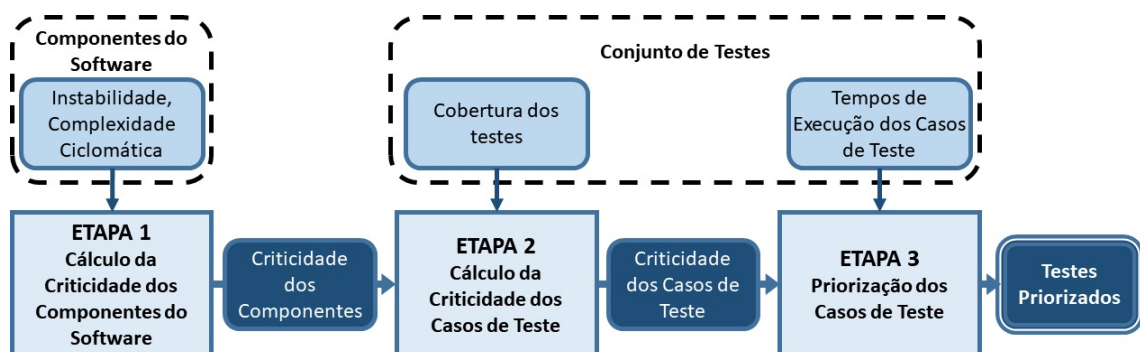 Componentes do
Software
Instabilidade,
Complexidade
Ciclomática
Conjunto de Testes
Cobertura dos
testes
Tempos de
Execução dos Casos
de Teste
ETAPA 1
Cálculo da
Criticidade dos
Componentes do
Software
Criticidade
dos
Componentes
ETAPA 2
Cálculo da
Criticidade dos
Casos de Teste
Criticidade
dos Casos de
Teste
ETAPA 3
Priorização dos
Casos de Teste
Testes
Priorizados